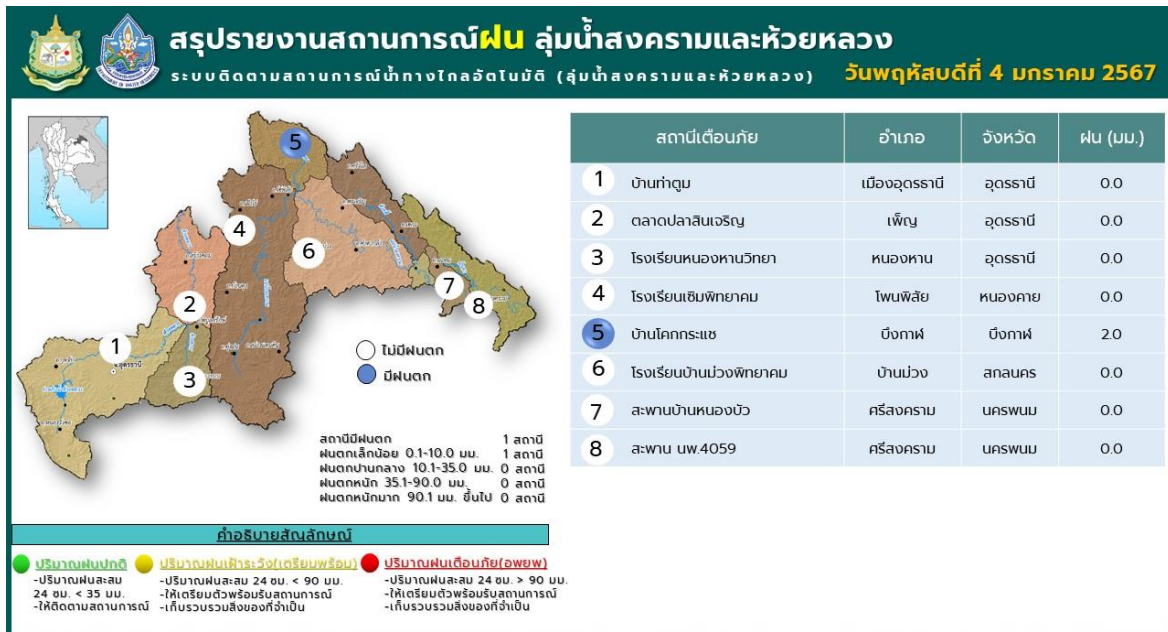 สรุปรายงานสถานการณ์ฝน ลุ่มน้ำสงครามและห้วยหลวง
ระบบติดตามสถานการณ์น้ำทางไกลอัตโนมัติ (ลุ่มน้ำสงครามและห้วยหลวง)
วันพฤหัสบดีที่ 4 มกราคม 2567
5
4
6
7
8
2
1
3
ไม่มีฝนตก
มีฝนตก
สถานีมีฝนตก 1 สถานี
ฝนตกเล็กน้อย 0.1-10.0 มม. 1 สถานี
ฝนตกปานกลาง 10.1-35.0 มม. 0 สถานี
ฝนตกหนัก 35.1-90.0 มม. 0 สถานี
ฝนตกหนักมาก 90.1 มม. ขึ้นไป 0 สถานี
สถานีเตือนภัย อำเภอ จังหวัด ฝน (มม.)
1 บ้านท่าตูม เมืองอุดรธานี อุดรธานี 0.0
2 ตลาดปลาสินเจริญ เพ็ญ อุดรธานี 0.0
3 โรงเรียนหนองหานวิทยา หนองหาน อุดรธานี 0.0
4 โรงเรียนเซิมพิทยาคม โพนพิสัย หนองคาย 0.0
5 บ้านโคกกระแซ บึงกาฬ บึงกาฬ 2.0
6 โรงเรียนบ้านม่วงพิทยาคม บ้านม่วง สกลนคร 0.0
7 สะพานบ้านหนองบัว ศรีสงคราม นครพนม 0.0
8 สะพาน นพ.4059 ศรีสงคราม นครพนม 0.0
คำอธิบายสัญลักษณ์
ปริมาณฝนปกติ
-ปริมาณฝนสะสม
24 ชม. < 35 มม.
-ให้ติดตามสถานการณ์
ปริมาณฝนเฝ้าระวัง(เตรียมพร้อม)
-ปริมาณฝนสะสม 24 ชม. < 90 มม.
-ให้เตรียมตัวพร้อมรับสถานการณ์
-เก็บรวบรวมสิ่งของที่จำเป็น
ปริมาณฝนเตือนภัย(อพยพ)
-ปริมาณฝนสะสม 24 ชม. > 90 มม.
-ให้เตรียมตัวพร้อมรับสถานการณ์
-เก็บรวบรวมสิ่งของที่จำเป็น